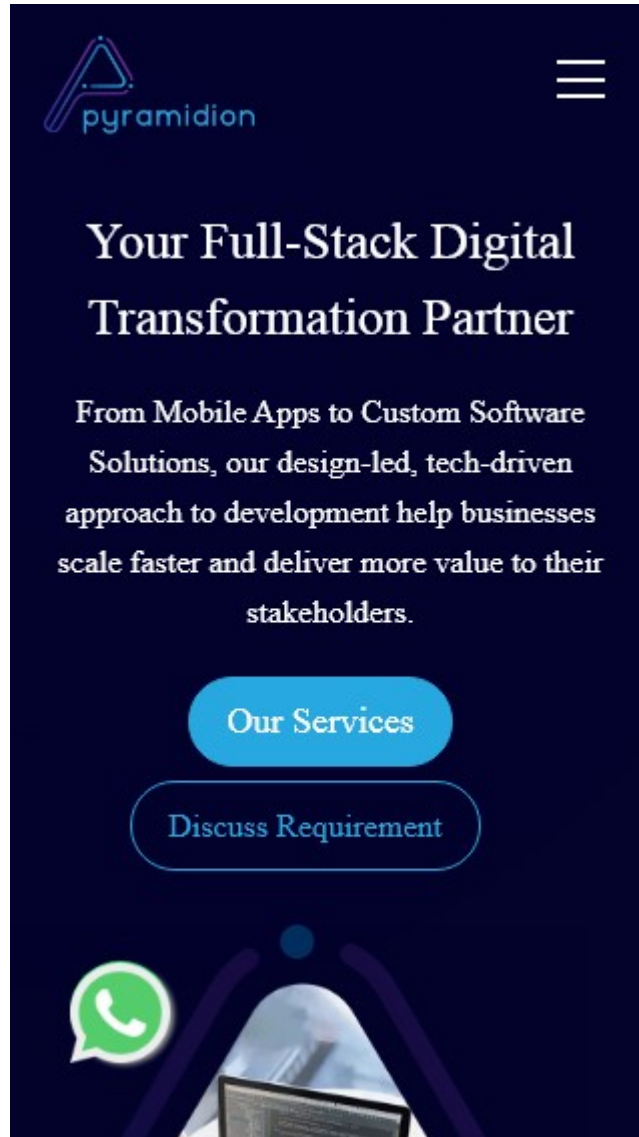 pyramidion
Your Full-Stack Digital
Transformation Partner
From Mobile Apps to Custom Software
Solutions, our design-led, tech-driven
approach to development help businesses
scale faster and deliver more value to their
stakeholders.
Our Services
Discuss Requirement